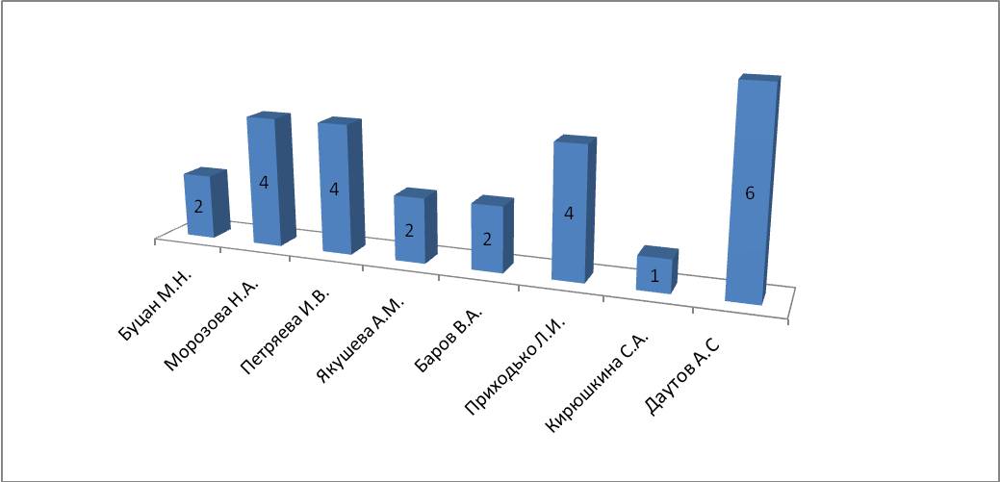 2
4
4
2
2
4
1
6
Буцан М.Н.
Морозова Н.А.
Петряева И.В.
Якушева А.М.
Баров В.А.
Приходько Л.И.
Кирюшкина С.А.
Даутов А.С